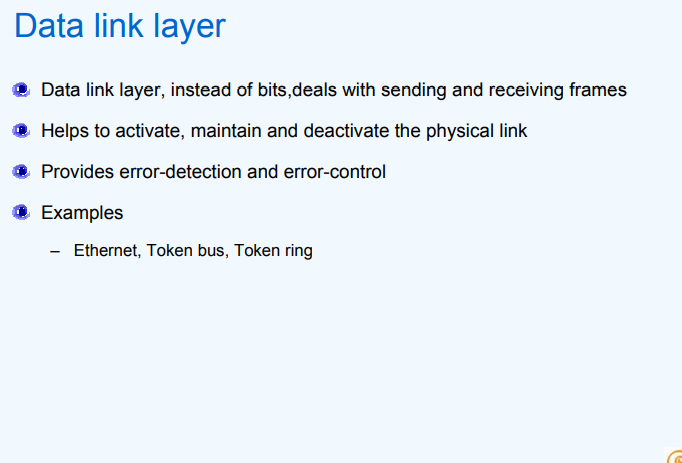 Data link layer
Data link layer, instead of bits,deals with sending and receiving frames
Helps to activate, maintain and deactivate the physical link
Provides error-detection and error-control
Examples
– Ethernet, Token bus, Token ring